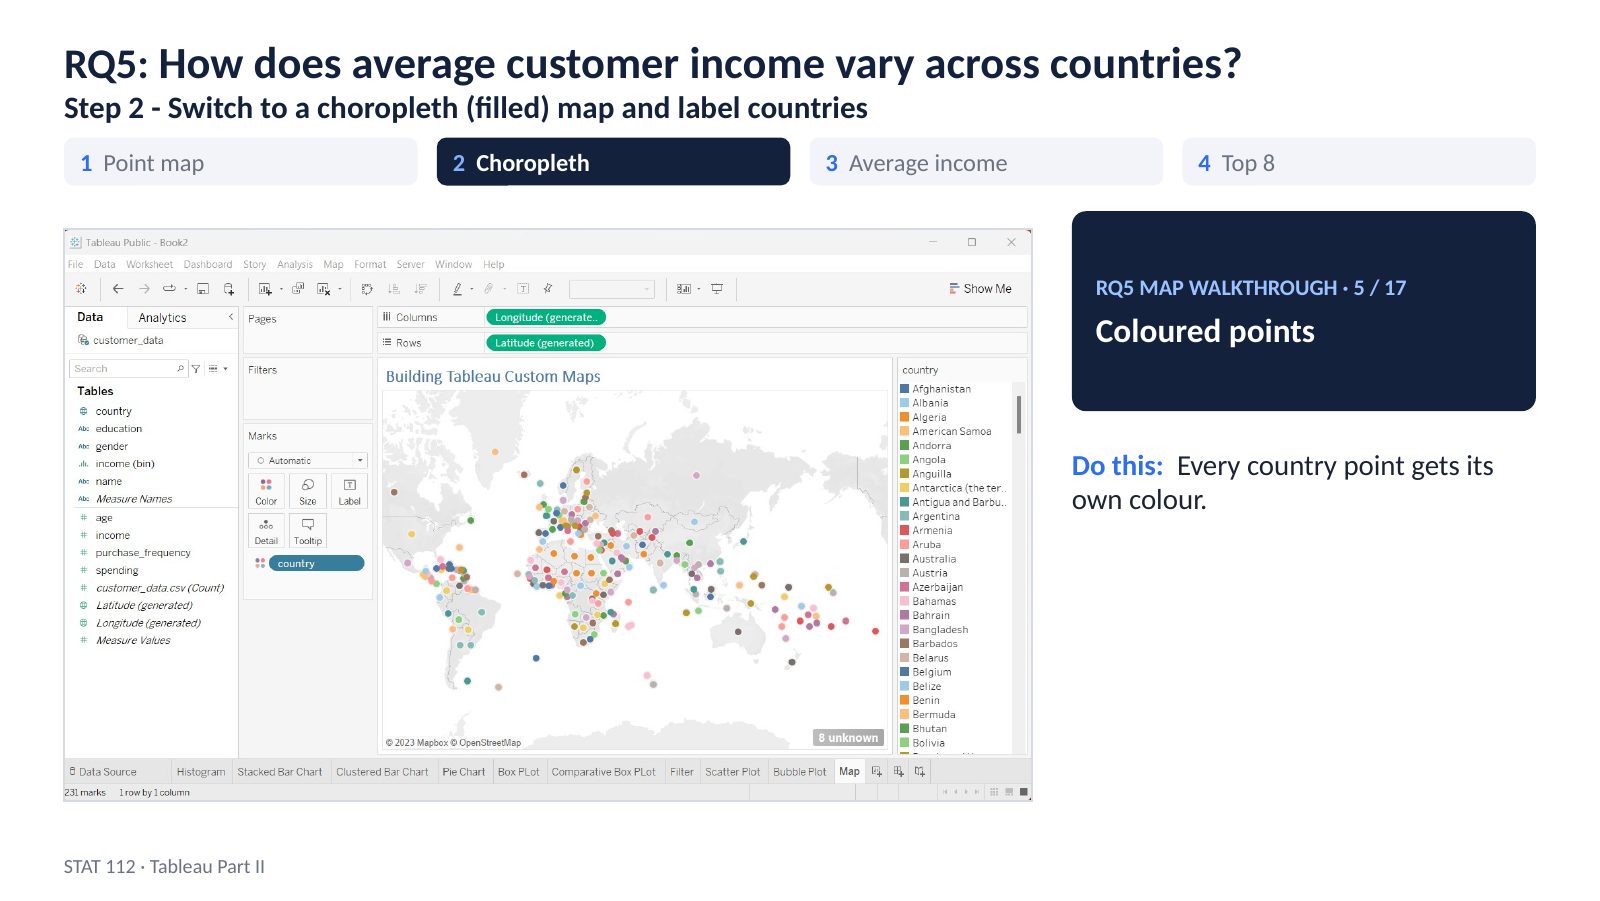 RQ5: How does average customer income vary across countries?
Step 2 - Switch to a choropleth (filled) map and label countries
1 Point map
2 Choropleth
3 Average income
4 Top 8
Tableau Public - Book2
File Data Worksheet Dashboard Story Analysis Map Format Server Window Help
Show Me
Data Analytics
customer_data
Search
Tables
country
Abc education
Abc gender
income (bin)
Abc name
Abc Measure Names
# age
# income
# purchase_frequency
# spending
# customer_data.csv (Count)
Latitude (generated)
Longitude (generated)
# Measure Values
Pages
Filters
Marks
Automatic
Color Size Label
Detail Tooltip
country
Columns Longitude (generate..
Rows Latitude (generated)
Building Tableau Custom Maps
© 2023 Mapbox © OpenStreetMap
8 unknown
country
Afghanistan
Albania
Algeria
American Samoa
Andorra
Angola
Anguilla
Antarctica (the ter..
Antigua and Barbu..
Argentina
Armenia
Aruba
Australia
Austria
Azerbaijan
Bahamas
Bahrain
Bangladesh
Barbados
Belarus
Belgium
Belize
Benin
Bermuda
Bhutan
Bolivia
Data Source Histogram Stacked Bar Chart Clustered Bar Chart Pie Chart Box PLot Comparative Box PLot Filter Scatter Plot Bubble Plot Map
231 marks 1 row by 1 column
RQ5 MAP WALKTHROUGH · 5 / 17
Coloured points
Do this: Every country point gets its
own colour.
STAT 112 · Tableau Part II